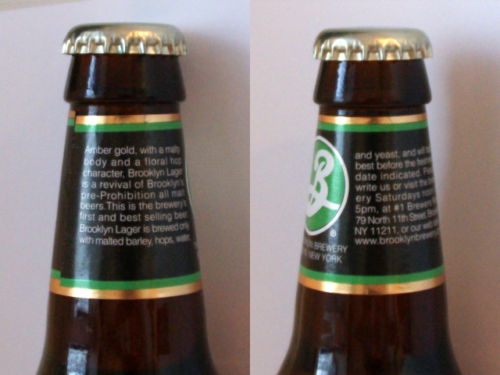 Amber gold, with a malty
body and a floral hop
character, Brooklyn Lager
is a revival of Brooklyn's
pre-Prohibition all malt
beers. This is the brewery's
first and best selling beer.
Brooklyn Lager is brewed only
with malted barley, hops, water
B
®
BREWERY
NEW YORK
and yeast, and will
best before the
date indicated.
write us or visit the
ery Saturdays
5pm, at #1 Brewers
79 North 11th Street,
NY 11211, or our web
www.brooklynbrewer